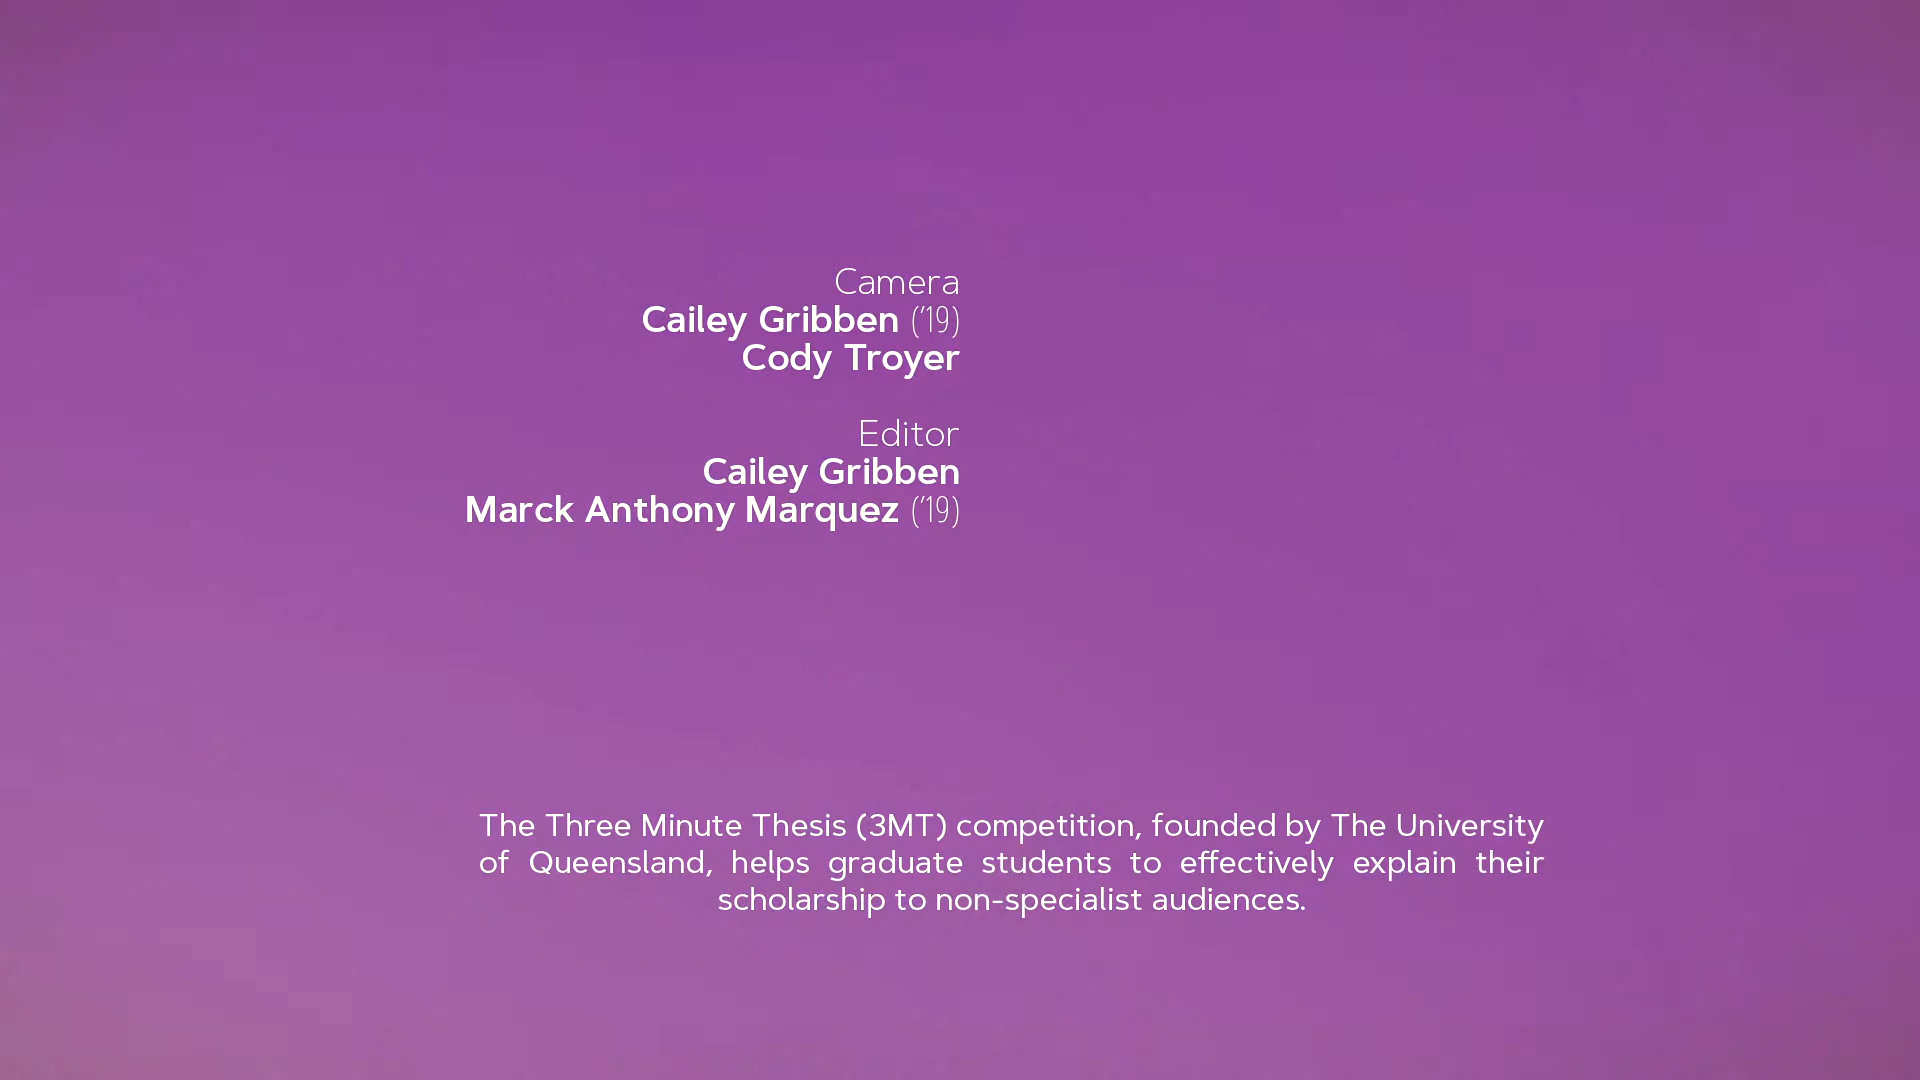 Camera
Cailey Gribben ('19)
Cody Troyer
Editor
Cailey Gribben
Marck Anthony Marquez ('19)
The Three Minute Thesis (3MT) competition, founded by The University
of Queensland, helps graduate students to effectively explain their
scholarship to non-specialist audiences.